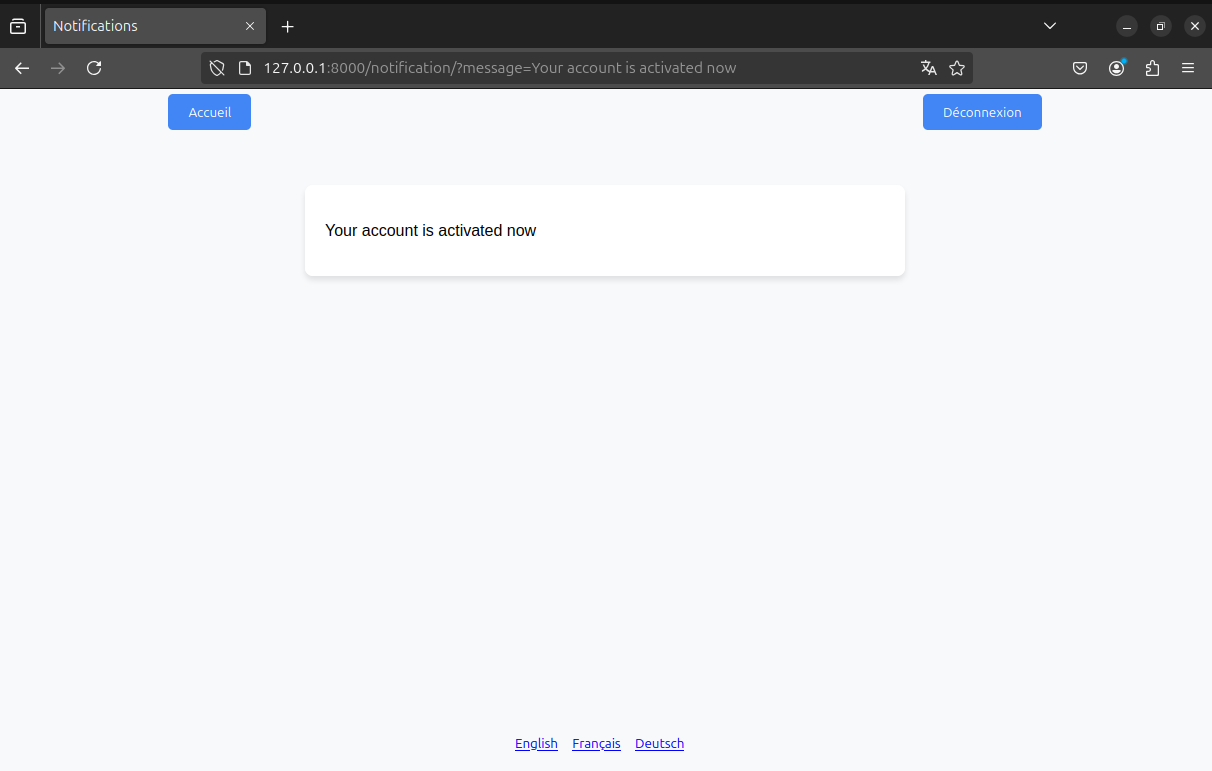 Notifications
127.0.0.1:8000/notification/?message=Your account is activated now
Accueil
Déconnexion
Your account is activated now
English Français Deutsch